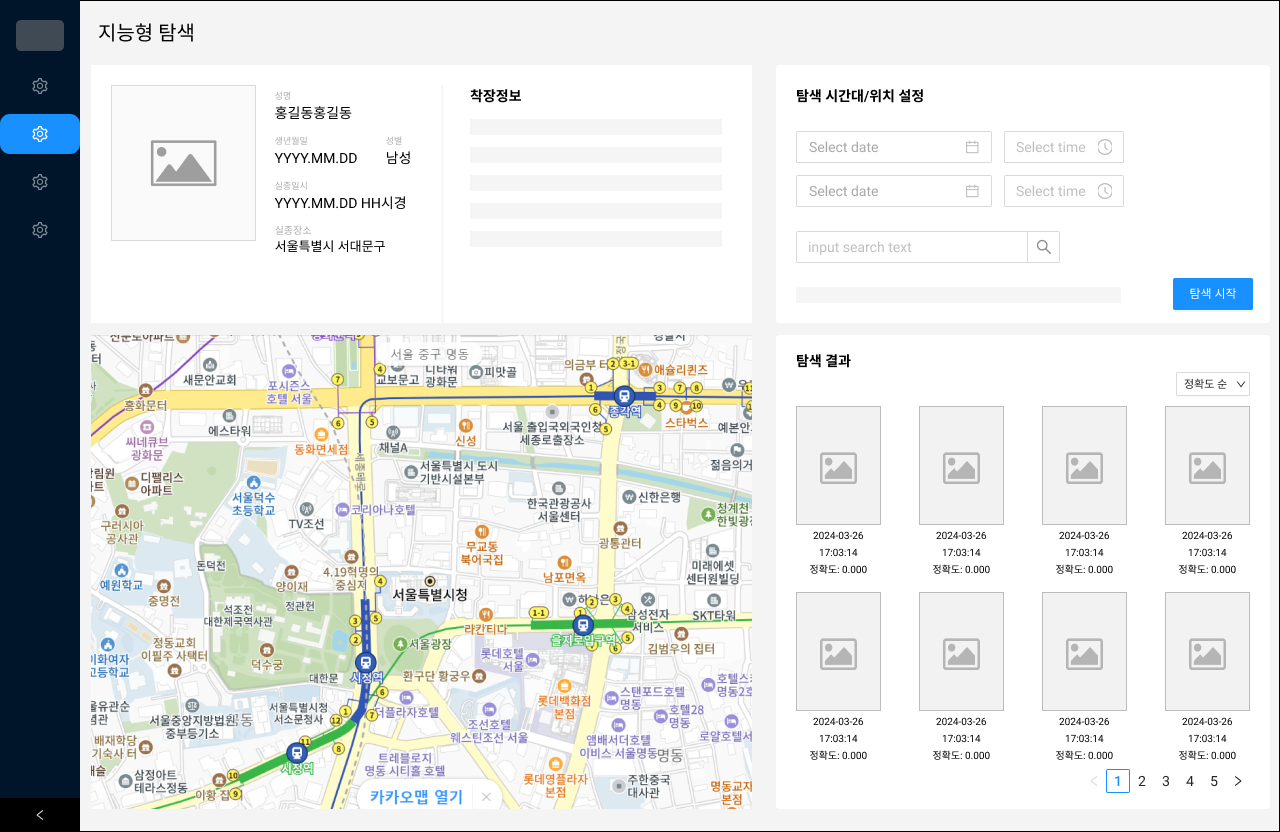 지능형 탐색
성명
홍길동홍길동
생년월일
성별
YYYY.MM.DD
남성
실종일시
YYYY.MM.DD HH시경
실종장소
서울특별시 서대문구
착장정보
탐색 시간대/위치 설정
Select date
Select time
Select date
Select time
input search text
탐색 시작
서울 중구 명동
새문안교회
포시즌스
호텔 서울
교보문고
디타워
광화문
피맛골
의금부 터
애슐리퀸즈
홍화문터
씨네큐브
광화문
에스타워
동화면세점
채널A
신성
서울 출입국외국인청
세종로출장소
종각역
스타벅스
예본안과
젊음의거
디팰리스
아파트
서울덕수
초등학교
서울특별시 도시
기반시설본부
한국관광공사
서울센터
신한은행
청계천
한빛광장
구러시아
공사관
TV조선
코리아나호텔
세종대로
무교동
북어국집
광통관터
미래에셋
센터원빌딩
돈덕전
예원학교
중명전
양이재
4.19혁명의
중심지
남포면옥
하나은행
서울특별시청
석조전
대한제국역사관
정관헌
라칸티나
삼성전자
서비스
SKT타워
을지로입구역
정동교회
이필주 사택터
이화여자
고등학교
덕수궁
서울광장
롯데호텔
서울
김범우의 집터
대한문
시청역
환구단 황궁우
서울특별시청
서소문청사
더플라자호텔
롯데백화점
본점
스탠포드호텔
명동
호텔28
명동
서울중앙지방법원
중부등기소
조선호텔
웨스틴조선 서울
앰배서더호텔
이비스 서울명동
로얄호텔서울
명동
배재학당
기숙사 터
시청역
트레블로지
명동 시티홀 호텔
롯데영플라자
본점
삼정아트
테라스정동
이황 집터
주한중국
대사관
명동교자
본점
카카오맵 열기
탐색 결과
정확도 순
2024-03-26
17:03:14
정확도: 0.000
2024-03-26
17:03:14
정확도: 0.000
2024-03-26
17:03:14
정확도: 0.000
2024-03-26
17:03:14
정확도: 0.000
2024-03-26
17:03:14
정확도: 0.000
2024-03-26
17:03:14
정확도: 0.000
2024-03-26
17:03:14
정확도: 0.000
2024-03-26
17:03:14
정확도: 0.000
1 2 3 4 5